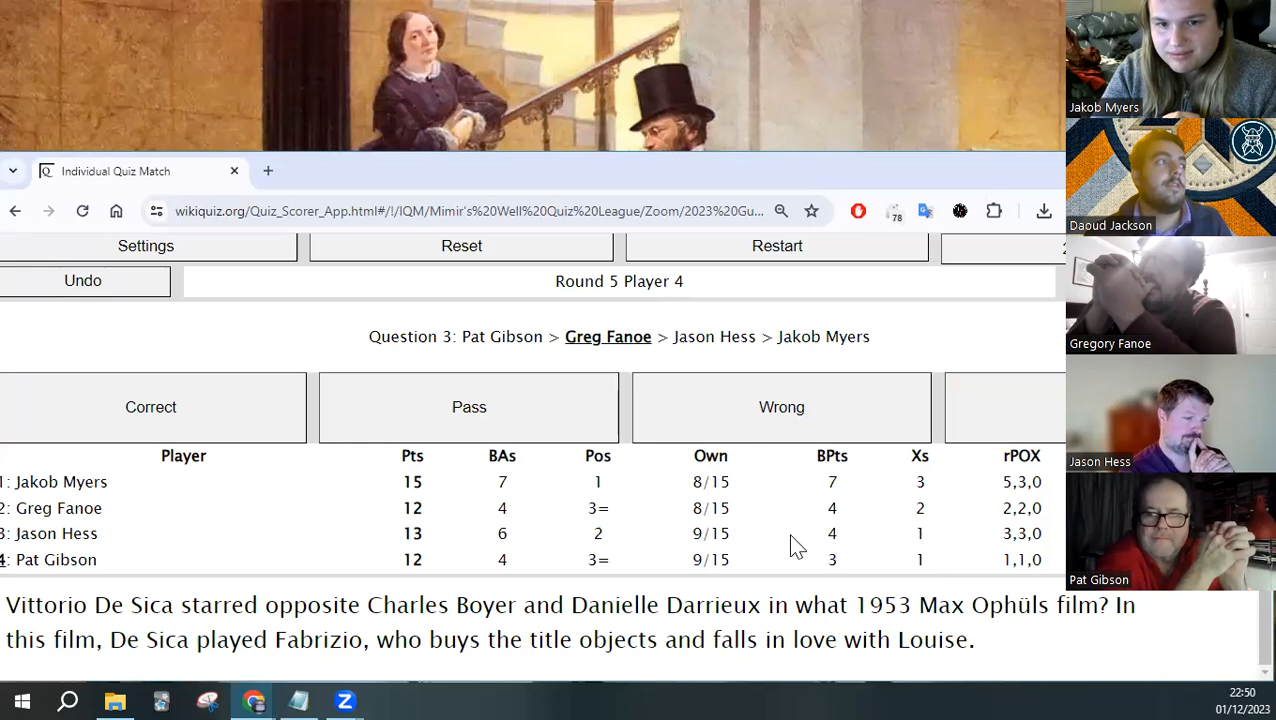 Individual Quiz Match
wikiquiz.org/Quiz_Scorer_App.html#/!/IQM/Mimir's%20Well%20Quiz%20League/Zoom/2023%20Gu...
78
Settings
Reset
Restart
2
Undo
Round 5 Player 4
Question 3: Pat Gibson > Greg Fanoe > Jason Hess > Jakob Myers
Correct
Pass
Wrong
Player Pts BAs Pos Own BPts Xs rPOX
1: Jakob Myers 15 7 1 8/15 7 3 5,3,0
2: Greg Fanoe 12 4 3= 8/15 4 2 2,2,0
3: Jason Hess 13 6 2 9/15 4 1 3,3,0
4: Pat Gibson 12 4 3= 9/15 3 1 1,1,0
Vittorio De Sica starred opposite Charles Boyer and Danielle Darrieux in what 1953 Max Ophüls film? In
this film, De Sica played Fabrizio, who buys the title objects and falls in love with Louise.
Jakob Myers
Daoud Jackson
Gregory Fanoe
Jason Hess
Pat Gibson
22:50
01/12/2023